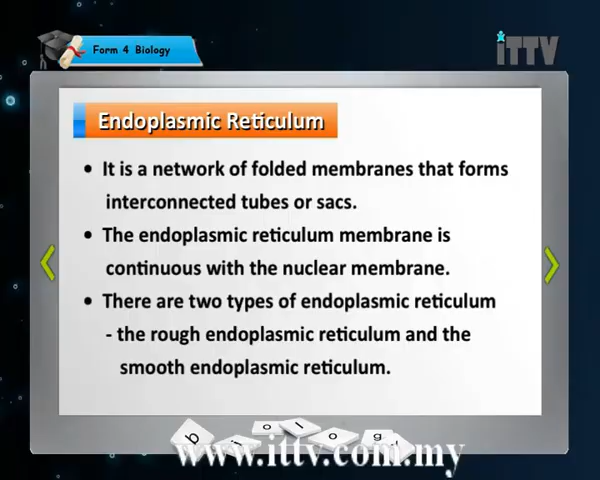 Form 4 Biology
iTTV
Endoplasmic Reticulum
• It is a network of folded membranes that forms
interconnected tubes or sacs.
• The endoplasmic reticulum membrane is
continuous with the nuclear membrane.
• There are two types of endoplasmic reticulum
- the rough endoplasmic reticulum and the
smooth endoplasmic reticulum.
b i o l o g y
www.ittv.com.my